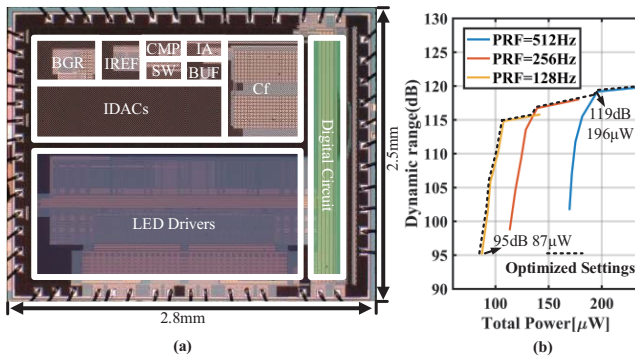 BGR
IREF
CMP
IA
SW
BUF
Cf
IDACs
LED Drivers
Digital Circuit
2.5mm
2.8mm
(a)
Dynamic range(dB)
130
125
120
115
110
105
100
95
90
PRF=512Hz
PRF=256Hz
PRF=128Hz
119dB
196μW
95dB 87μW
Optimized Settings
100
150
200
Total Power[μW]
(b)